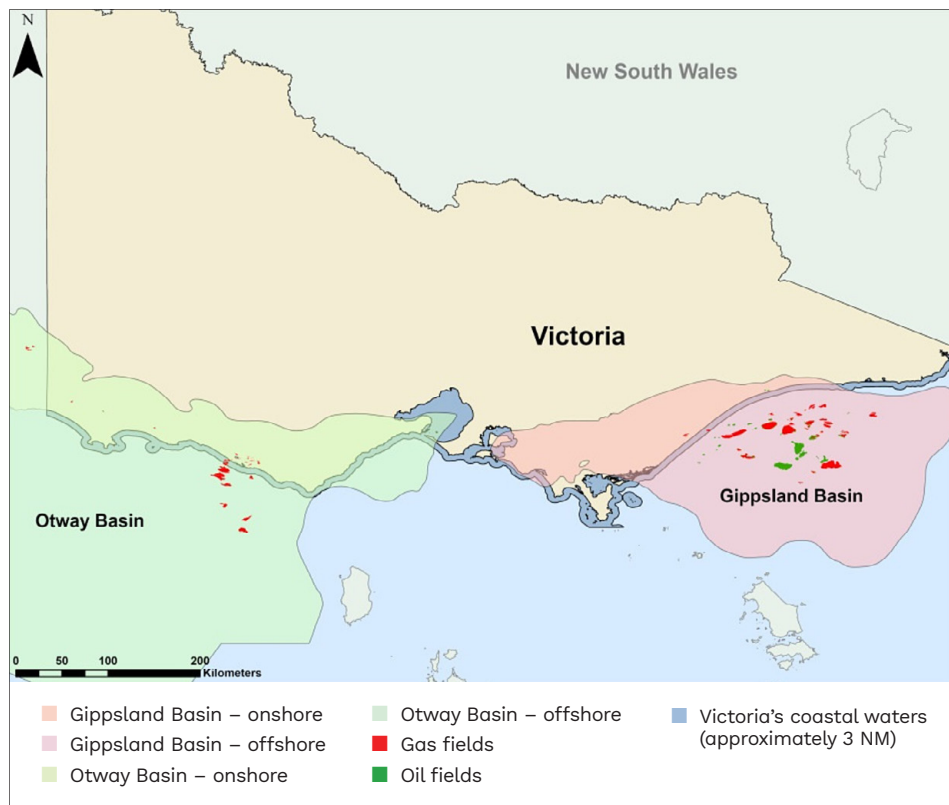 N
New South Wales
Victoria
Gippsland Basin
Otway Basin
0 50 100 200
Kilometers
Gippsland Basin – onshore
Gippsland Basin – offshore
Otway Basin – onshore
Otway Basin – offshore
Gas fields
Oil fields
Victoria’s coastal waters
(approximately 3 NM)